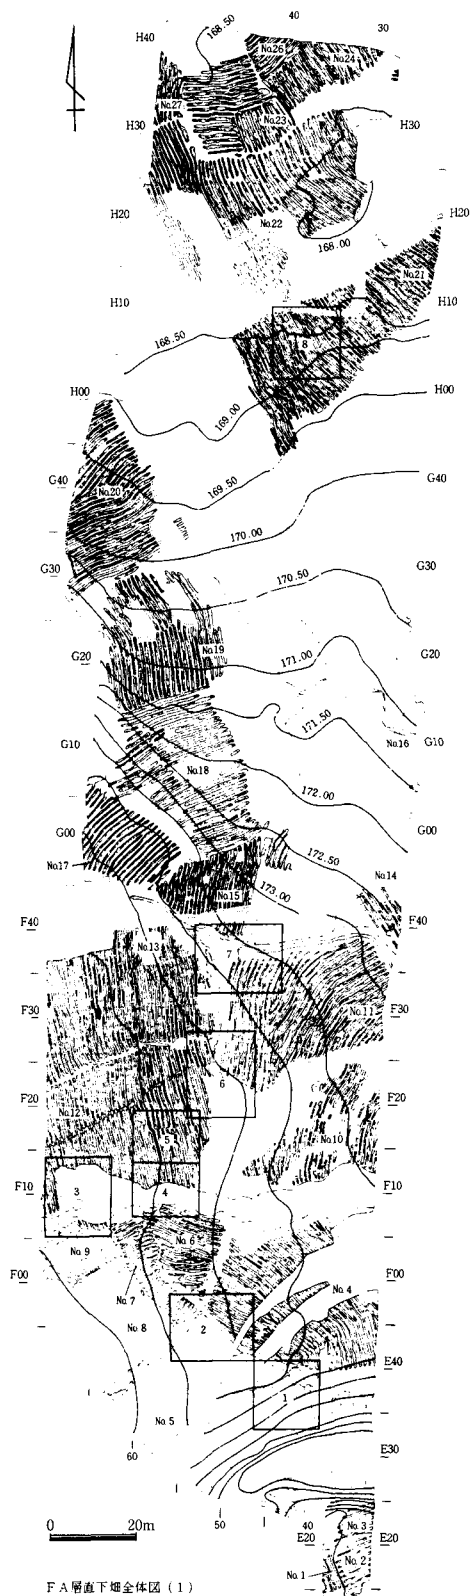 H40
168.50
40
30
No.26
No.24
No.27
No.23
H30
H30
H20
No.22
H20
168.00
No.21
H10
H10
168.50
8
H00
169.00
H00
G40
No.20
169.50
G40
170.00
G30
170.50
G30
No.19
G20
171.00
G20
171.50
G10
No.16
G10
No.18
172.00
G00
G00
172.50
No.17
No.15
173.00
No.14
F40
F40
No.13
7
No.11
F30
F30
6
F20
No.12
F20
5
No.10
F10
3
4
F10
No.9
No.6
F00
No.7
F00
No.4
No.8
2
E40
1
No.5
60
E30
50
40
0
20m
No.3
E20
E20
No.1
No.2
FA層直下畑全体図(1)